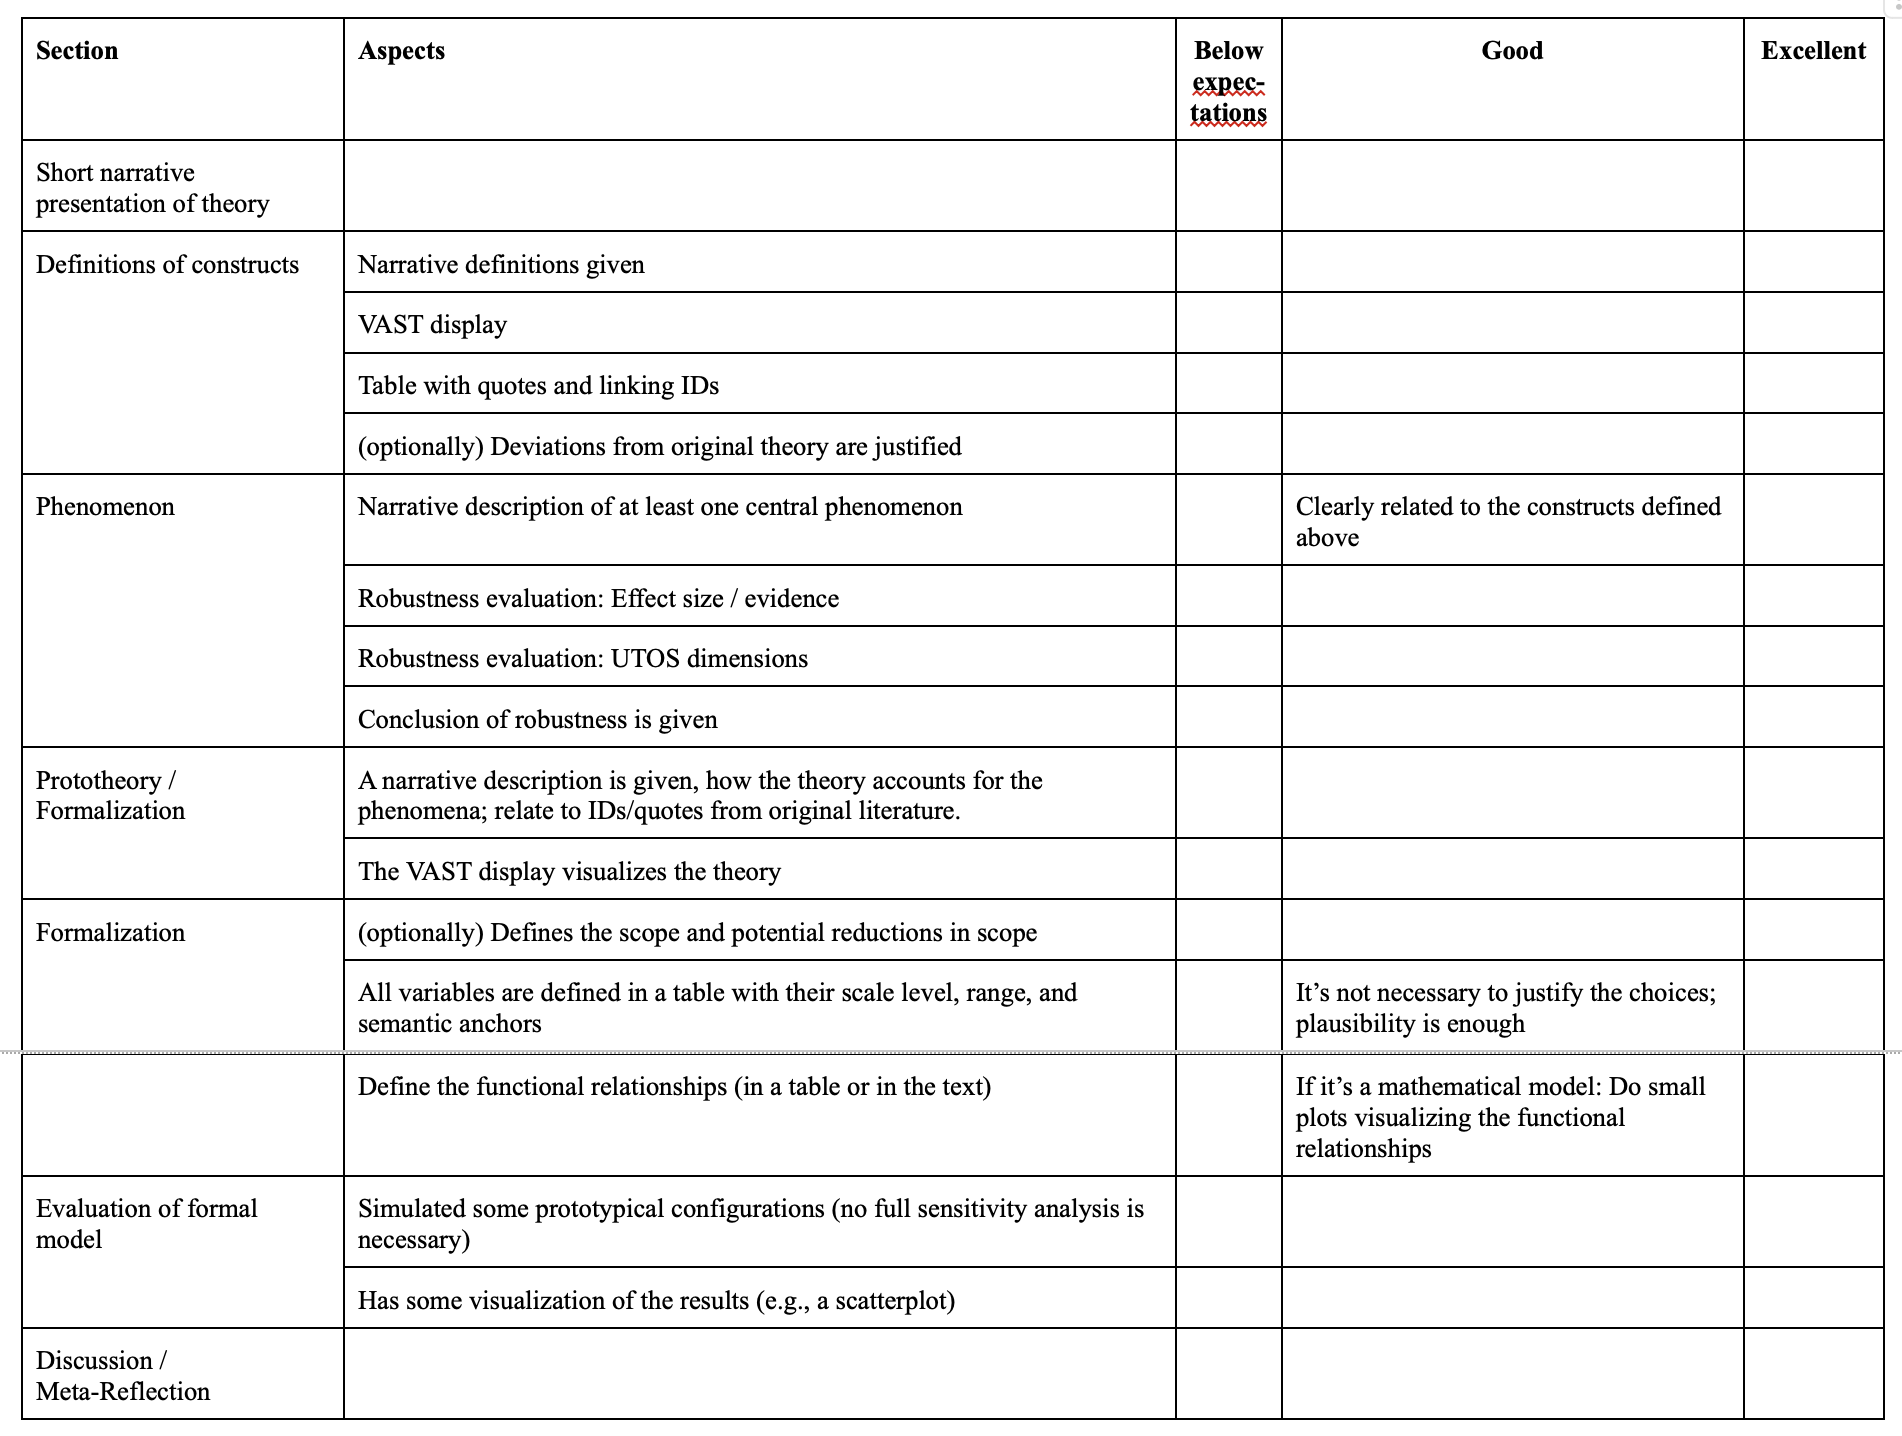 Section
Aspects
Below
expec-
tations
Good
Excellent
Short narrative
presentation of theory
Definitions of constructs
Narrative definitions given
VAST display
Table with quotes and linking IDs
(optionally) Deviations from original theory are justified
Phenomenon
Narrative description of at least one central phenomenon
Clearly related to the constructs defined
above
Robustness evaluation: Effect size / evidence
Robustness evaluation: UTOS dimensions
Conclusion of robustness is given
Prototheory /
Formalization
A narrative description is given, how the theory accounts for the
phenomena; relate to IDs/quotes from original literature.
The VAST display visualizes the theory
Formalization
(optionally) Defines the scope and potential reductions in scope
All variables are defined in a table with their scale level, range, and
semantic anchors
It’s not necessary to justify the choices;
plausibility is enough
Define the functional relationships (in a table or in the text)
If it’s a mathematical model: Do small
plots visualizing the functional
relationships
Evaluation of formal
model
Simulated some prototypical configurations (no full sensitivity analysis is
necessary)
Has some visualization of the results (e.g., a scatterplot)
Discussion /
Meta-Reflection